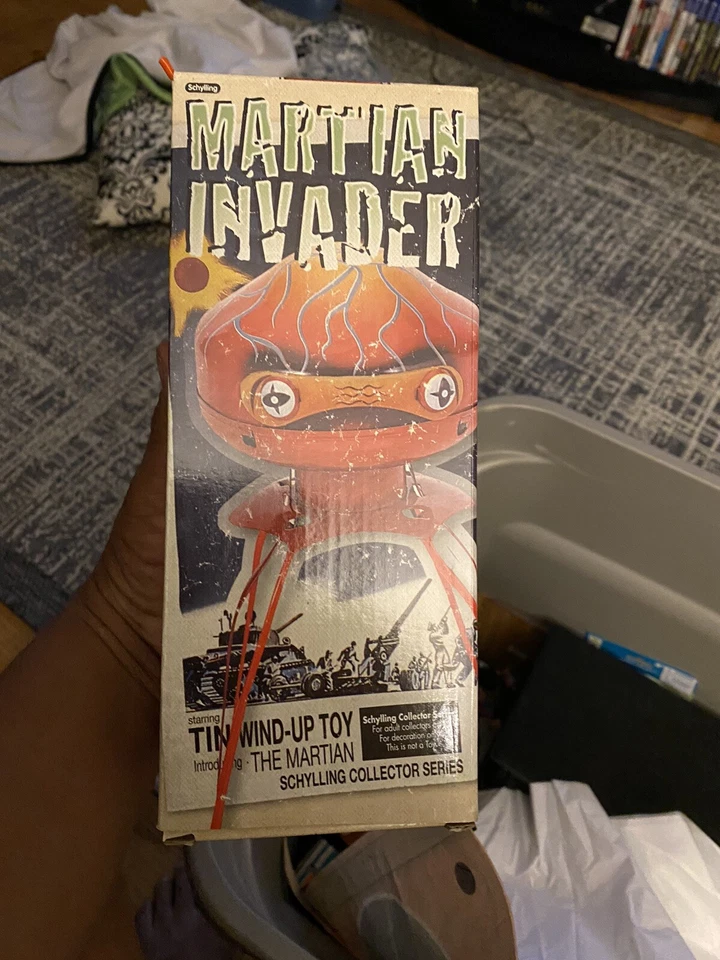 Schylling
MARTIAN
INVADER
starring
TIN WIND-UP TOY
Introducing - THE MARTIAN
SCHYLLING COLLECTOR SERIES
Schylling Collector
For adult collectors
For decoration
This is not a